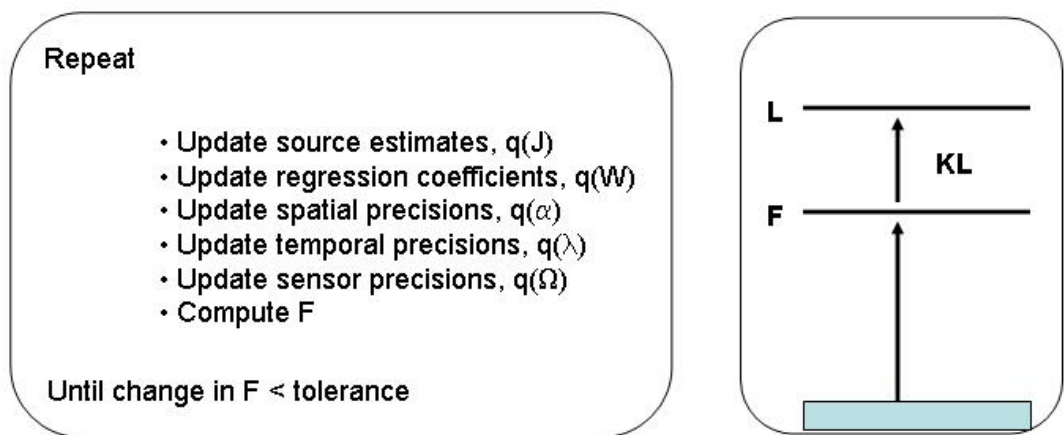 Repeat
• Update source estimates, q(J)
• Update regression coefficients, q(W)
• Update spatial precisions, q(α)
• Update temporal precisions, q(λ)
• Update sensor precisions, q(Ω)
• Compute F
Until change in F < tolerance
L
KL
F